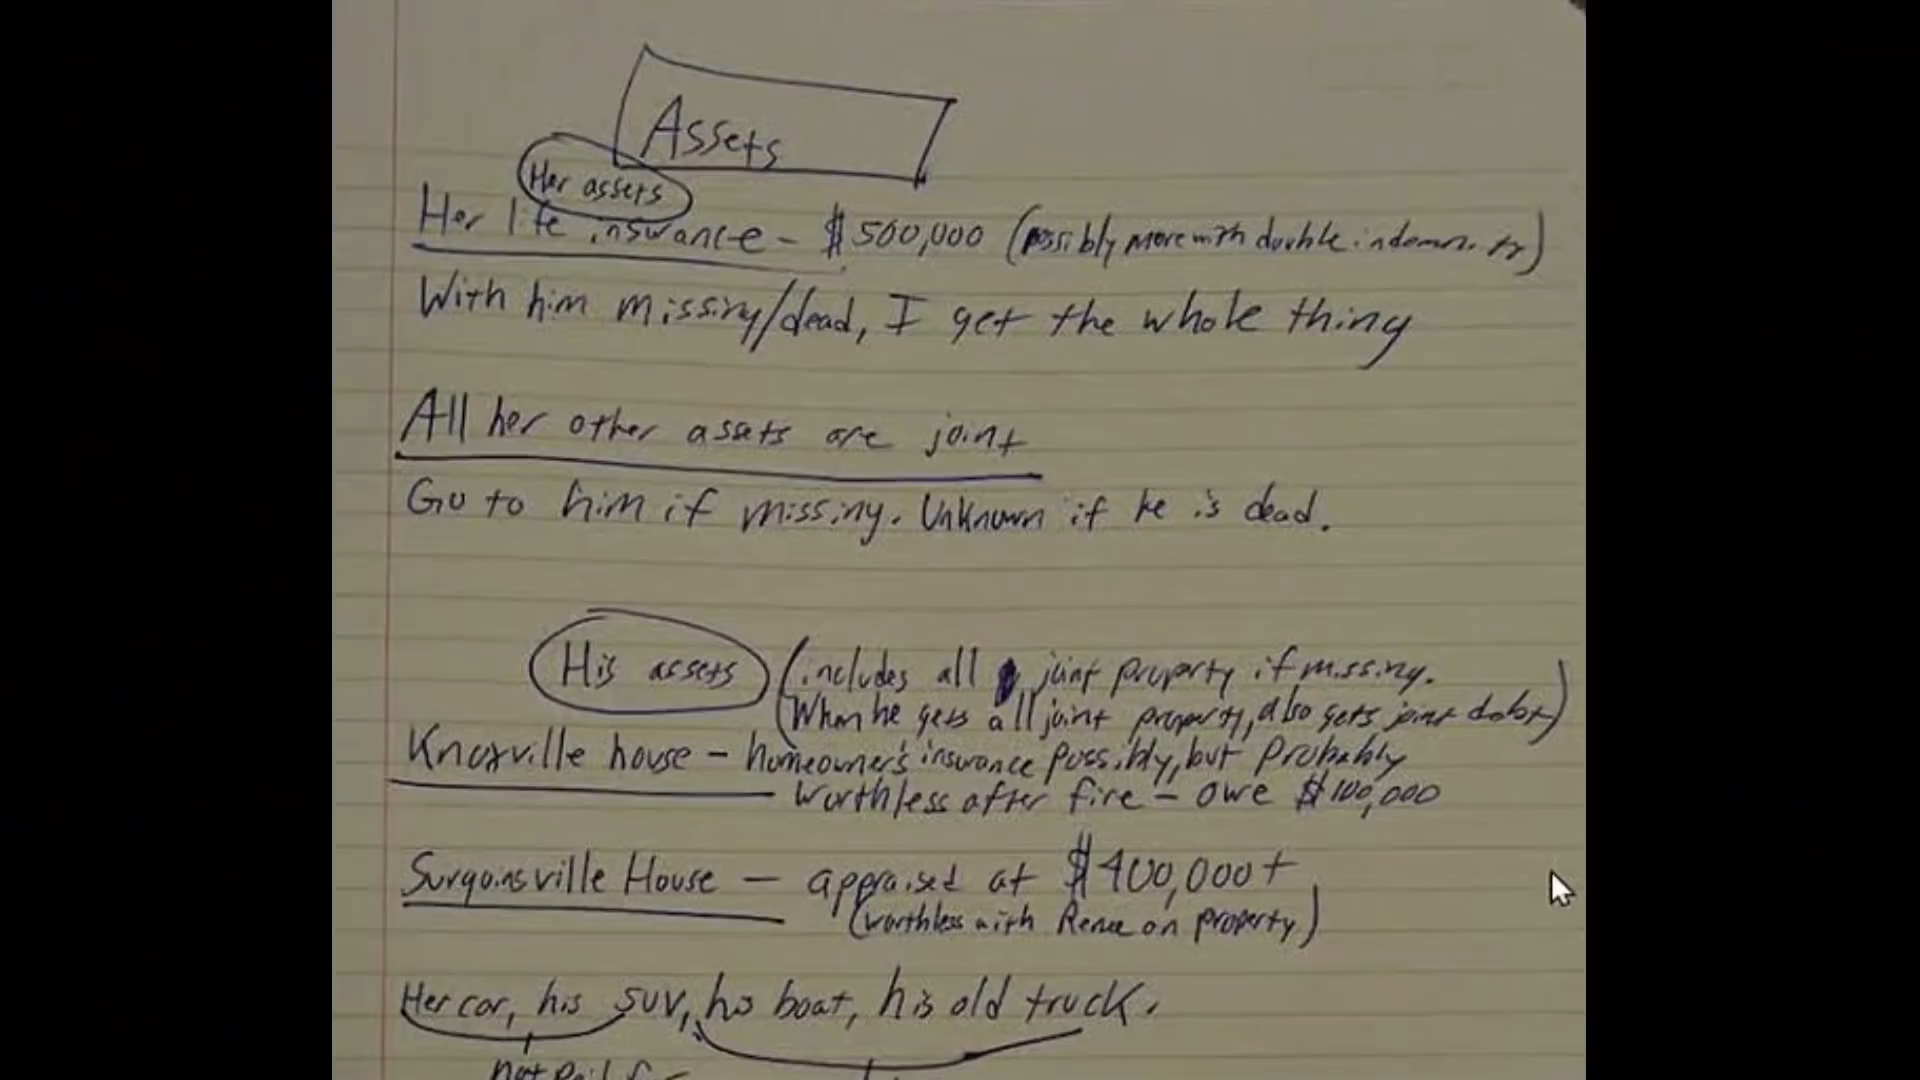 Assets
Her assets
Her life insurance - $500,000 (possibly more with double indemnity)
With him missing/dead, I get the whole thing
All her other assets are joint
Go to him if missing. Unknown if he is dead.
His assets (includes all joint property if missing.
When he gets all joint property, also gets joint debt)
Knoxville house - homeowner's insurance possibly, but probably
worthless after fire - owe $100,000
Surgoinsville House - appraised at $400,000+
(worthless with Renee on property)
Her car, his SUV, his boat, his old truck.
not paid